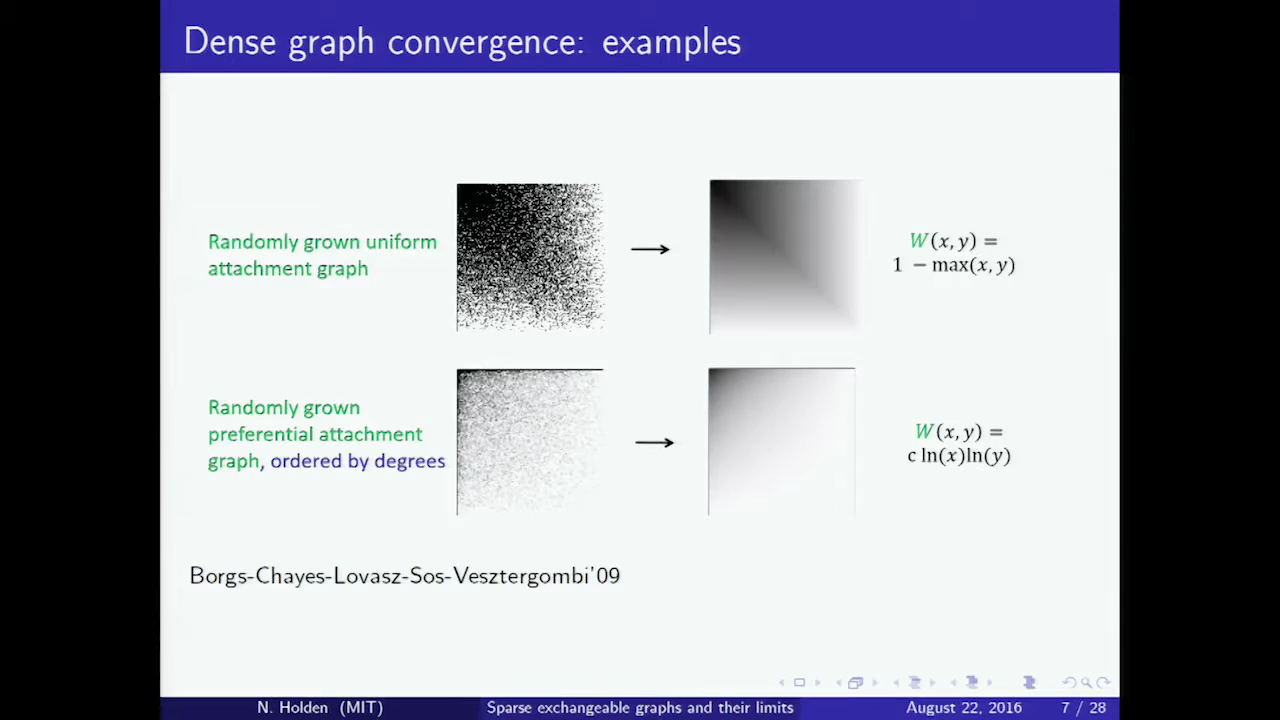 Dense graph convergence: examples
Randomly grown uniform
attachment graph
W(x, y) =
1 − max(x, y)
Randomly grown
preferential attachment
graph, ordered by degrees
W(x, y) =
c ln(x)ln(y)
Borgs-Chayes-Lovasz-Sos-Vesztergombi'09
N. Holden (MIT)
Sparse exchangeable graphs and their limits
August 22, 2016
7 / 28